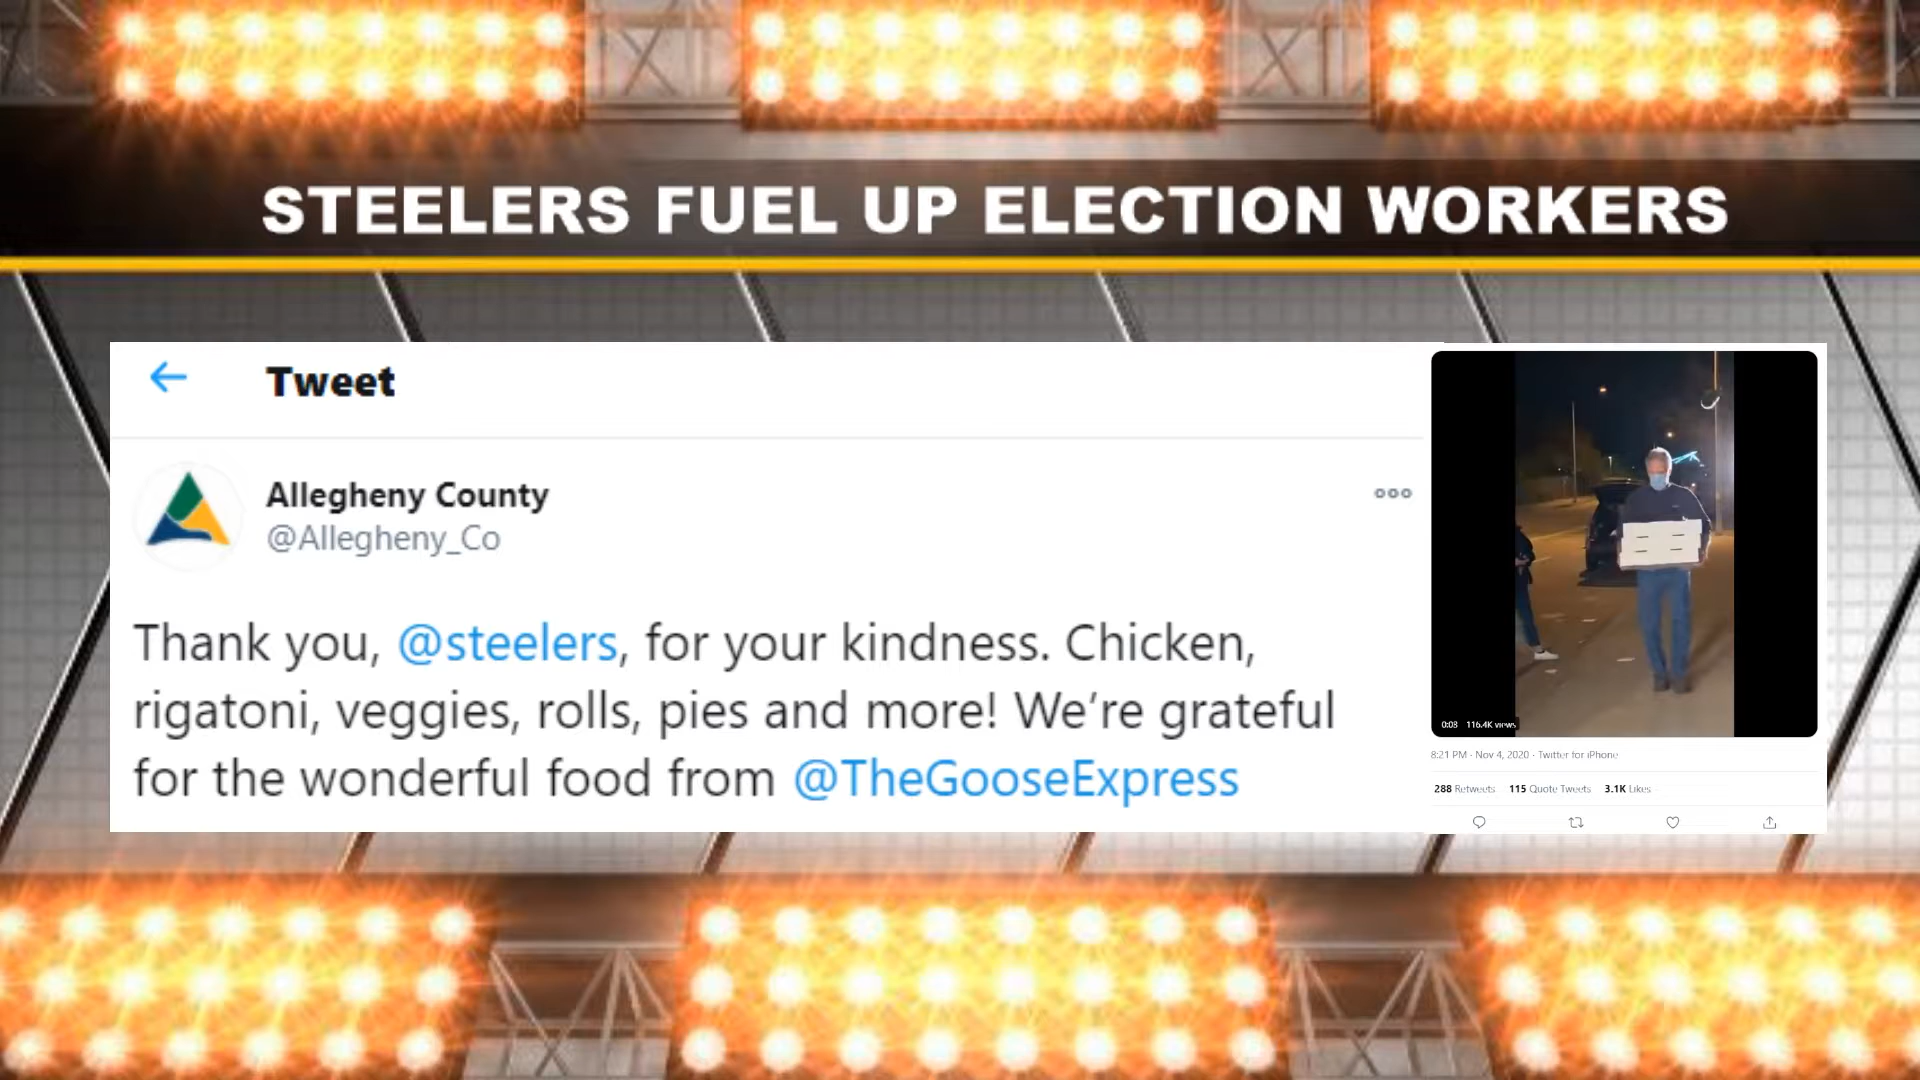 STEELERS FUEL UP ELECTION WORKERS
Tweet
Allegheny County
@Allegheny_Co
Thank you, @steelers, for your kindness. Chicken,
rigatoni, veggies, rolls, pies and more! We’re grateful
for the wonderful food from @TheGooseExpress
0:03 116.4K views
8:21 PM · Nov 4, 2020 · Twitter for iPhone
288 Retweets 115 Quote Tweets 3.1K Likes